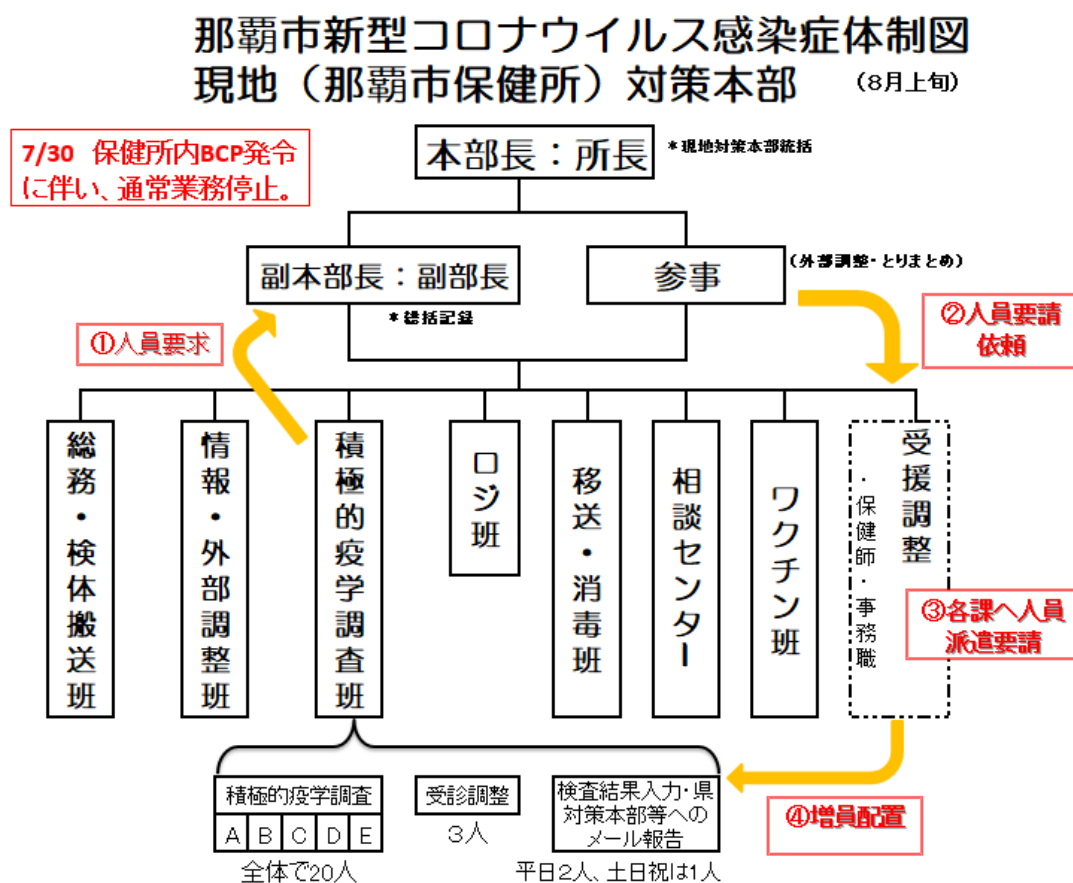 那覇市新型コロナウイルス感染症体制図
現地（那覇市保健所）対策本部
（8月上旬）
7/30 保健所内BCP発令
に伴い、通常業務停止。
本部長：所長
＊現地対策本部統括
副本部長：副部長
＊総括記録
参事
（外部調整・とりまとめ）
①人員要求
②人員要請
依頼
総務・検体搬送班
情報・外部調整班
積極的疫学調査班
ロジ班
移送・消毒班
相談センター
ワクチン班
受援調整
・保健師・事務職
③各課へ人員
派遣要請
④増員配置
積極的疫学調査
A B C D E
全体で20人
受診調整
3人
検査結果入力・県
対策本部等への
メール報告
平日2人、土日祝は1人